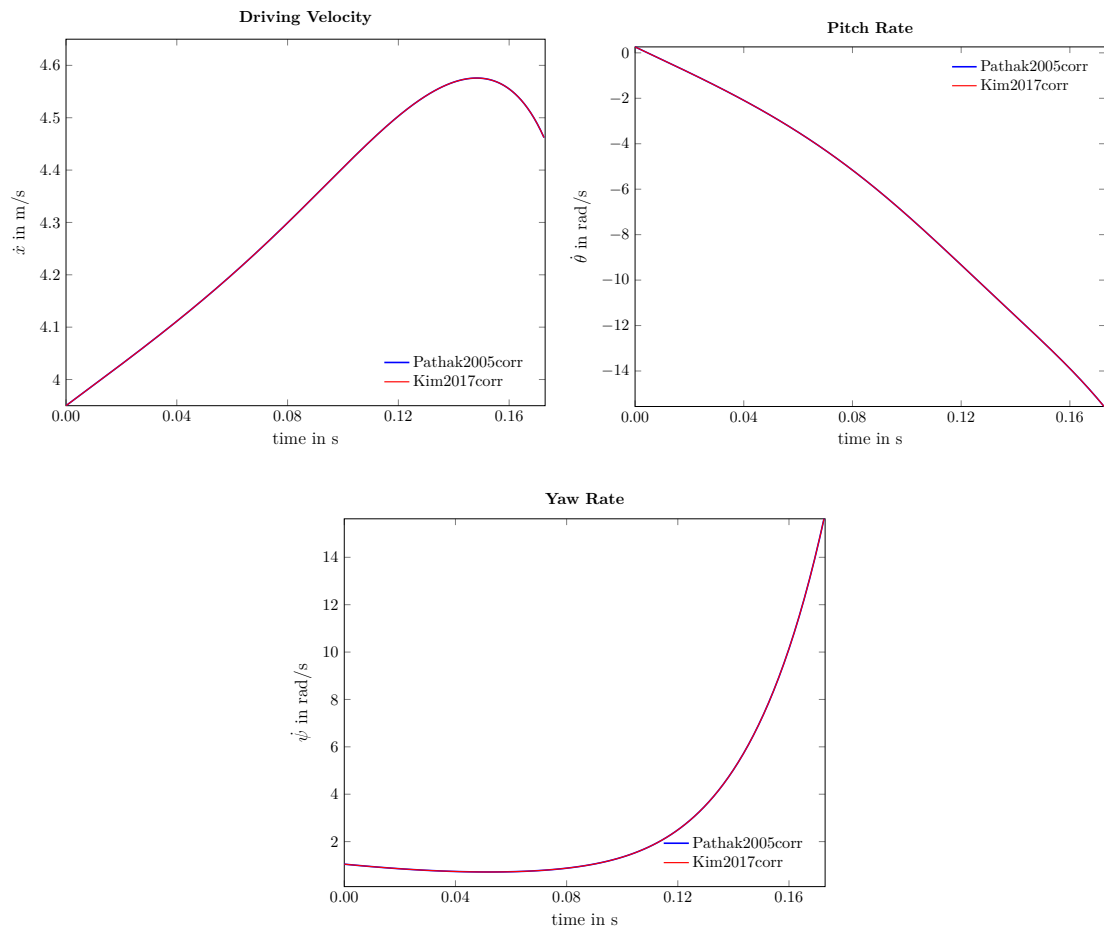 Driving Velocity
4.6
4.5
4.4
4.3
4.2
4.1
4
ẋ in m/s
Pathak2005corr
Kim2017corr
0.00 0.04 0.08 0.12 0.16
time in s
Pitch Rate
0
−2
−4
−6
−8
−10
−12
−14
θ̇ in rad/s
Pathak2005corr
Kim2017corr
0.00 0.04 0.08 0.12 0.16
time in s
Yaw Rate
14
12
10
8
6
4
2
ψ̇ in rad/s
Pathak2005corr
Kim2017corr
0.00 0.04 0.08 0.12 0.16
time in s